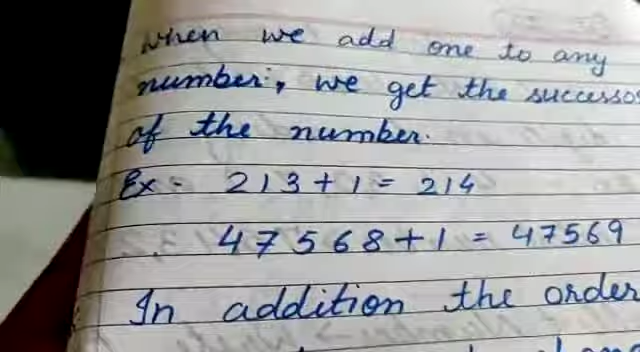 when we add one to any
number, we get the successo
of the number.
Ex - 213 + 1 = 214
47568 + 1 = 47569
In addition the order